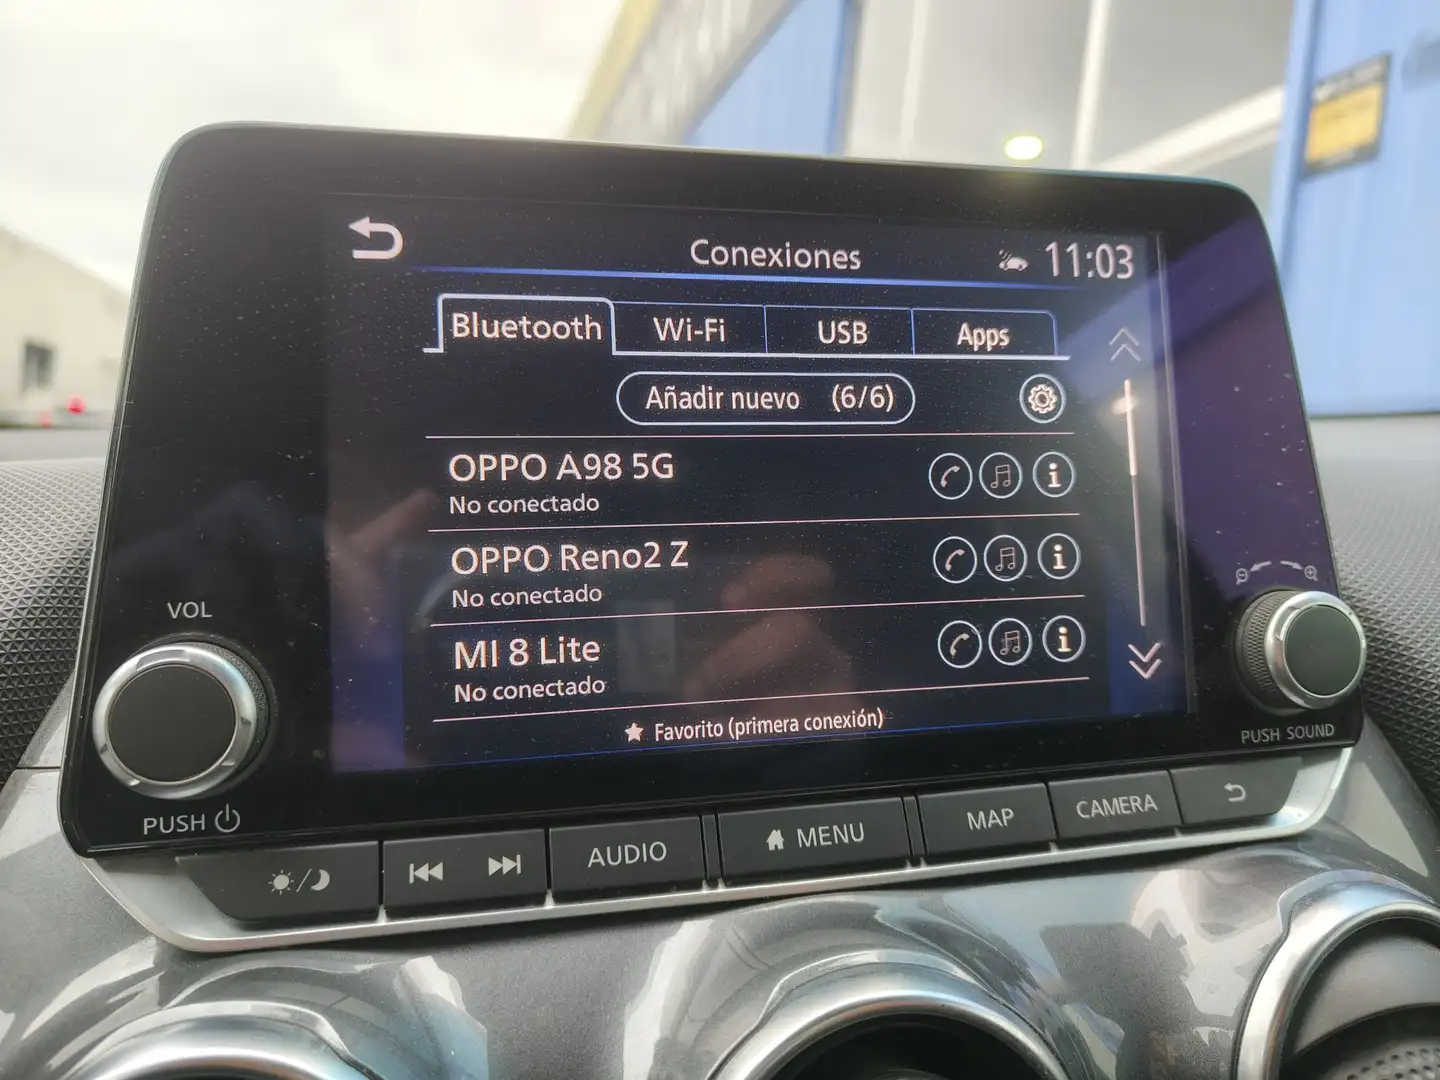 Conexiones
11:03
Bluetooth Wi-Fi USB Apps
Añadir nuevo (6/6)
OPPO A98 5G
No conectado
OPPO Reno2 Z
No conectado
MI 8 Lite
No conectado
Favorito (primera conexión)
VOL
PUSH
PUSH SOUND
AUDIO
MENU
MAP
CAMERA